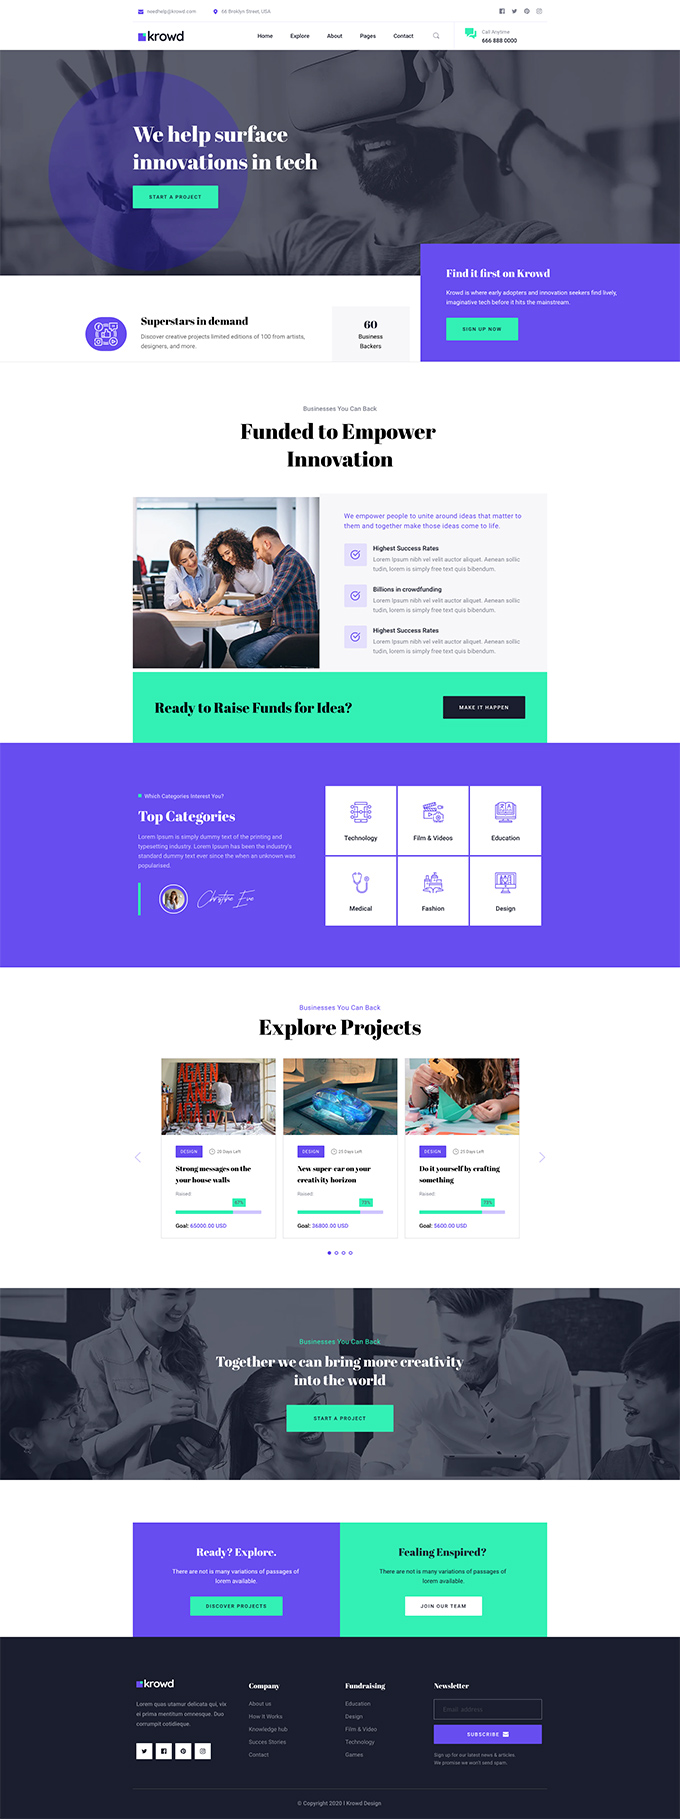 needhelp@krowd.com
66 Broklyn Street, USA
krowd
Home
Explore
About
Pages
Contact
Call Anytime
666 888 0000
We help surface
innovations in tech
START A PROJECT
Find it first on Krowd
Krowd is where early adopters and innovation seekers find lively,
imaginative tech before it hits the mainstream.
SIGN UP NOW
Superstars in demand
Discover creative projects limited editions of 100 from artists,
designers, and more.
60
Business
Backers
Businesses You Can Back
Funded to Empower
Innovation
We empower people to unite around ideas that matter to
them and together make those ideas come to life.
Highest Success Rates
Lorem Ipsum nibh vel velit auctor aliquet. Aenean sollic
tudin, lorem is simply free text quis bibendum.
Billions in crowdfunding
Lorem Ipsum nibh vel velit auctor aliquet. Aenean sollic
tudin, lorem is simply free text quis bibendum.
Highest Success Rates
Lorem Ipsum nibh vel velit auctor aliquet. Aenean sollic
tudin, lorem is simply free text quis bibendum.
Ready to Raise Funds for Idea?
MAKE IT HAPPEN
Which Categories Interest You?
Top Categories
Lorem Ipsum is simply dummy text of the printing and
typesetting industry. Lorem Ipsum has been the industry's
standard dummy text ever since the when an unknown was
popularised.
Christine Eve
Technology
Film & Videos
Education
Medical
Fashion
Design
Businesses You Can Back
Explore Projects
AGAIN
AND
AGAIN
DESIGN
25 Days Left
Strong messages on the
your house walls
Raised:
Goal: 65000.00 USD
DESIGN
25 Days Left
New super car on your
creativity horizon
Raised:
73%
Goal: 36800.00 USD
DESIGN
25 Days Left
Do it yourself by crafting
something
Raised:
73%
Goal: 5600.00 USD
Businesses You Can Back
Together we can bring more creativity
into the world
START A PROJECT
Ready? Explore.
There are not is many variations of passages of
lorem available.
DISCOVER PROJECTS
Fealing Enspired?
There are not is many variations of passages of
lorem available.
JOIN OUR TEAM
krowd
Lorem quas utamur delicata qui, vix
ei prima mentitum omnesque. Duo
corrumpit cotidieque.
Company
About us
How It Works
Knowledge hub
Succes Stories
Contact
Fundraising
Education
Design
Film & Video
Technology
Games
Newsletter
Email address
SUBSCRIBE
Sign up for our latest news & articles
We promise we won't send spam.
© Copyright 2020 | Krowd Design